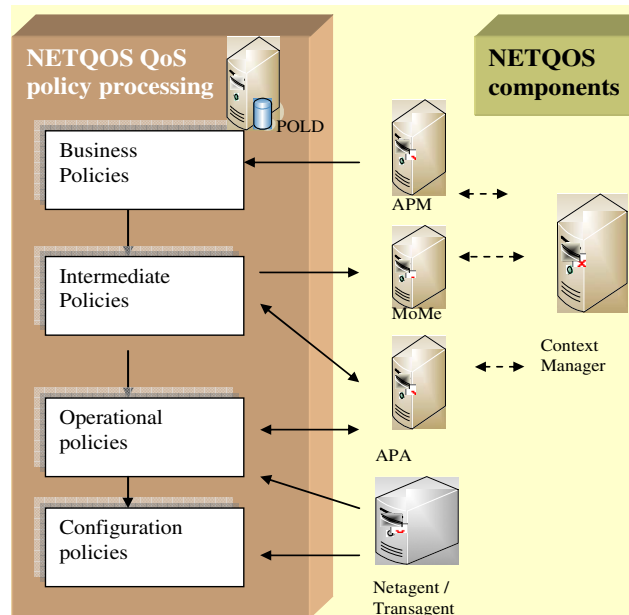 NETQOS QoS
policy processing
POLD
NETQOS
components
Business
Policies
APM
Intermediate
Policies
MoMe
Context
Manager
Operational
policies
APA
Configuration
policies
Netagent /
Transagent